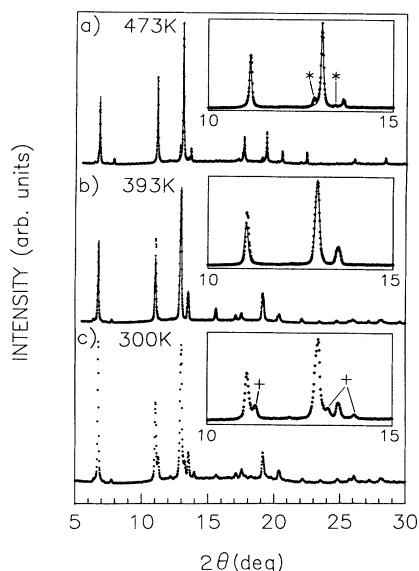 a) 473K
* *
10 15
b) 393K
10 15
c) 300K
+ +
10 15
5 10 15 20 25 30
2θ(deg)
INTENSITY (arb. units)